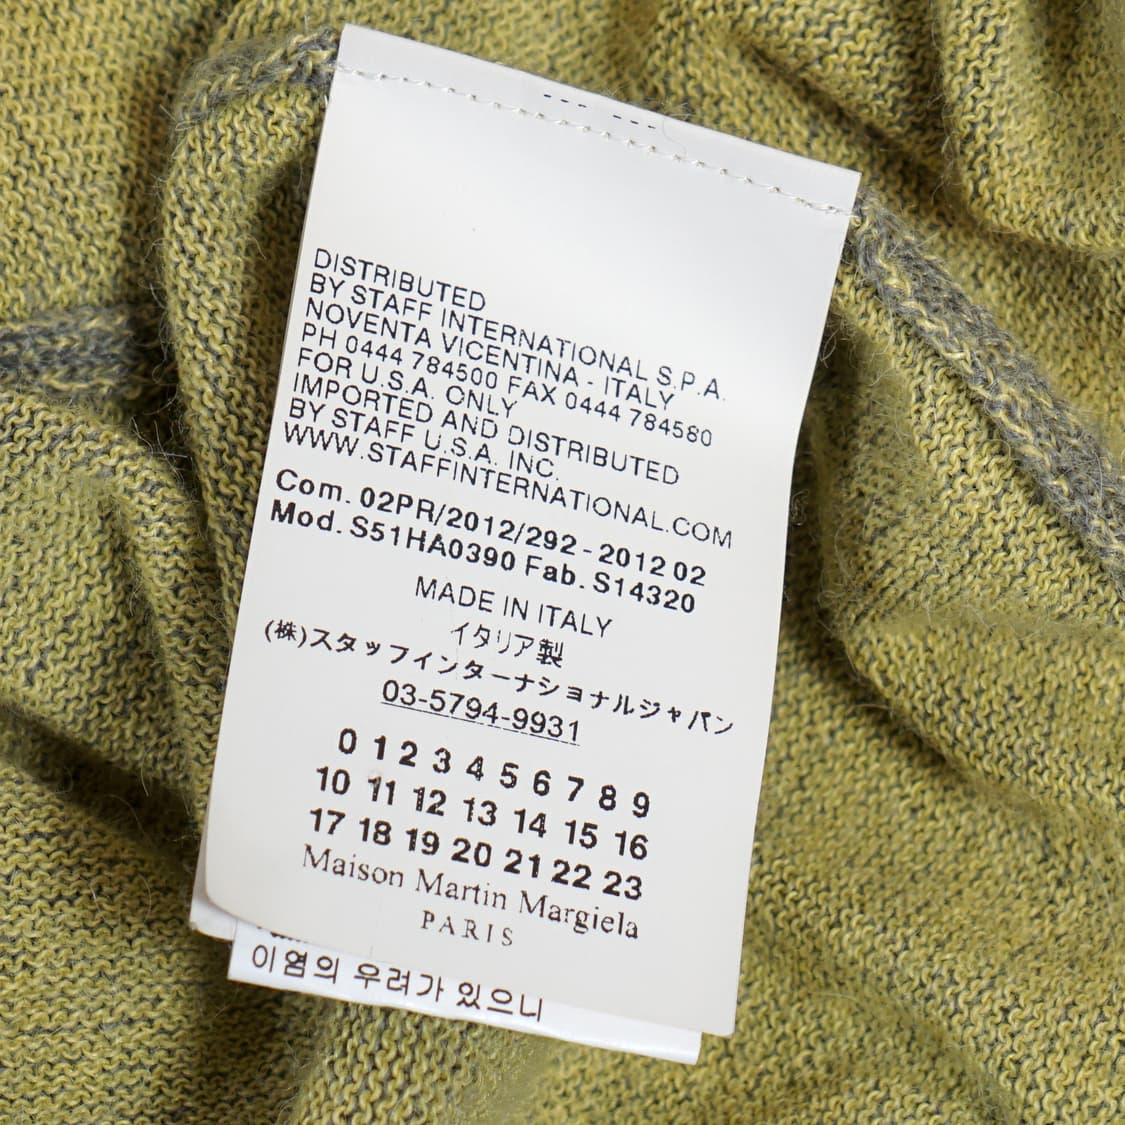 DISTRIBUTED
BY STAFF INTERNATIONAL S.P.A.
NOVENTA VICENTINA - ITALY
PH 0444 784500 FAX 0444 784580
FOR U.S.A. ONLY
IMPORTED AND DISTRIBUTED
BY STAFF U.S.A. INC.
WWW.STAFFINTERNATIONAL.COM
Com. 02PR/2012/292 - 2012 02
Mod. S51HA0390 Fab. S14320
MADE IN ITALY
イタリア製
(株)スタッフインターナショナルジャパン
03-5794-9931
0 1 2 3 4 5 6 7 8 9
10 11 12 13 14 15 16
17 18 19 20 21 22 23
Maison Martin Margiela
PARIS
이염의 우려가 있으니